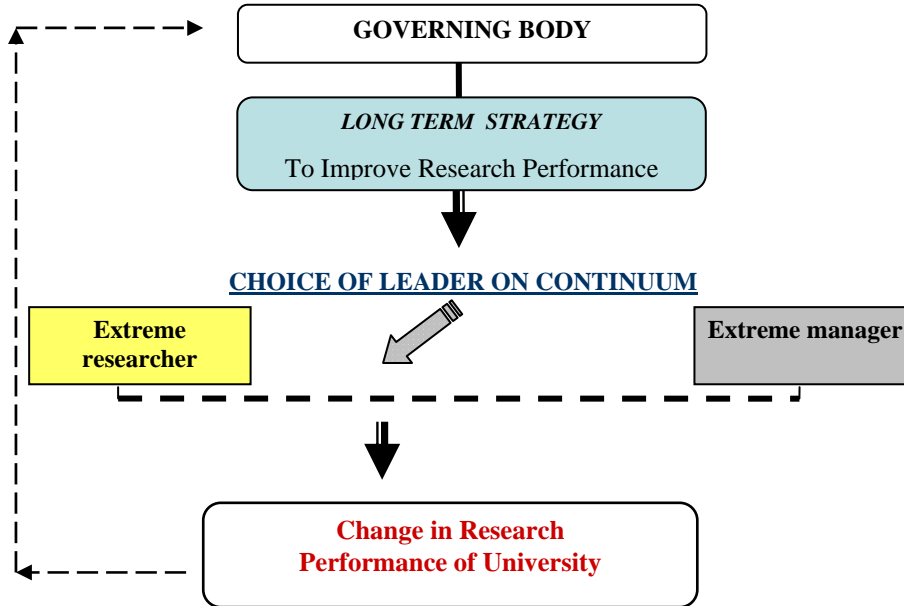 GOVERNING BODY
LONG TERM STRATEGY
To Improve Research Performance
CHOICE OF LEADER ON CONTINUUM
Extreme
researcher
Extreme manager
Change in Research
Performance of University